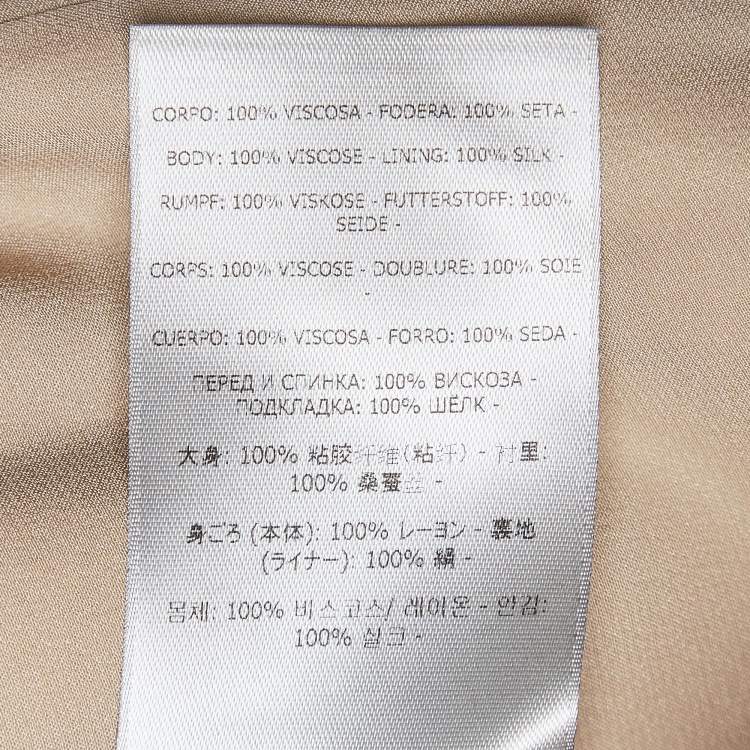 CORPO: 100% VISCOSA - FODERA: 100% SETA -
BODY: 100% VISCOSE - LINING: 100% SILK -
RUMPF: 100% VISKOSE - FUTTERSTOFF: 100%
SEIDE -
CORPS: 100% VISCOSE - DOUBLURE: 100% SOIE
-
CUERPO: 100% VISCOSA - FORRO: 100% SEDA -
ПЕРЕД И СПИНКА: 100% ВИСКОЗА -
ПОДКЛАДКА: 100% ШЁЛК -
大身: 100% 粘胶纤维(粘纤) - 衬里:
100% 桑蚕丝 -
身ごろ (本体): 100% レーヨン - 裏地
(ライナー): 100% 絹 -
몸체: 100% 비스코스/ 레이온 - 안감:
100% 실크 -